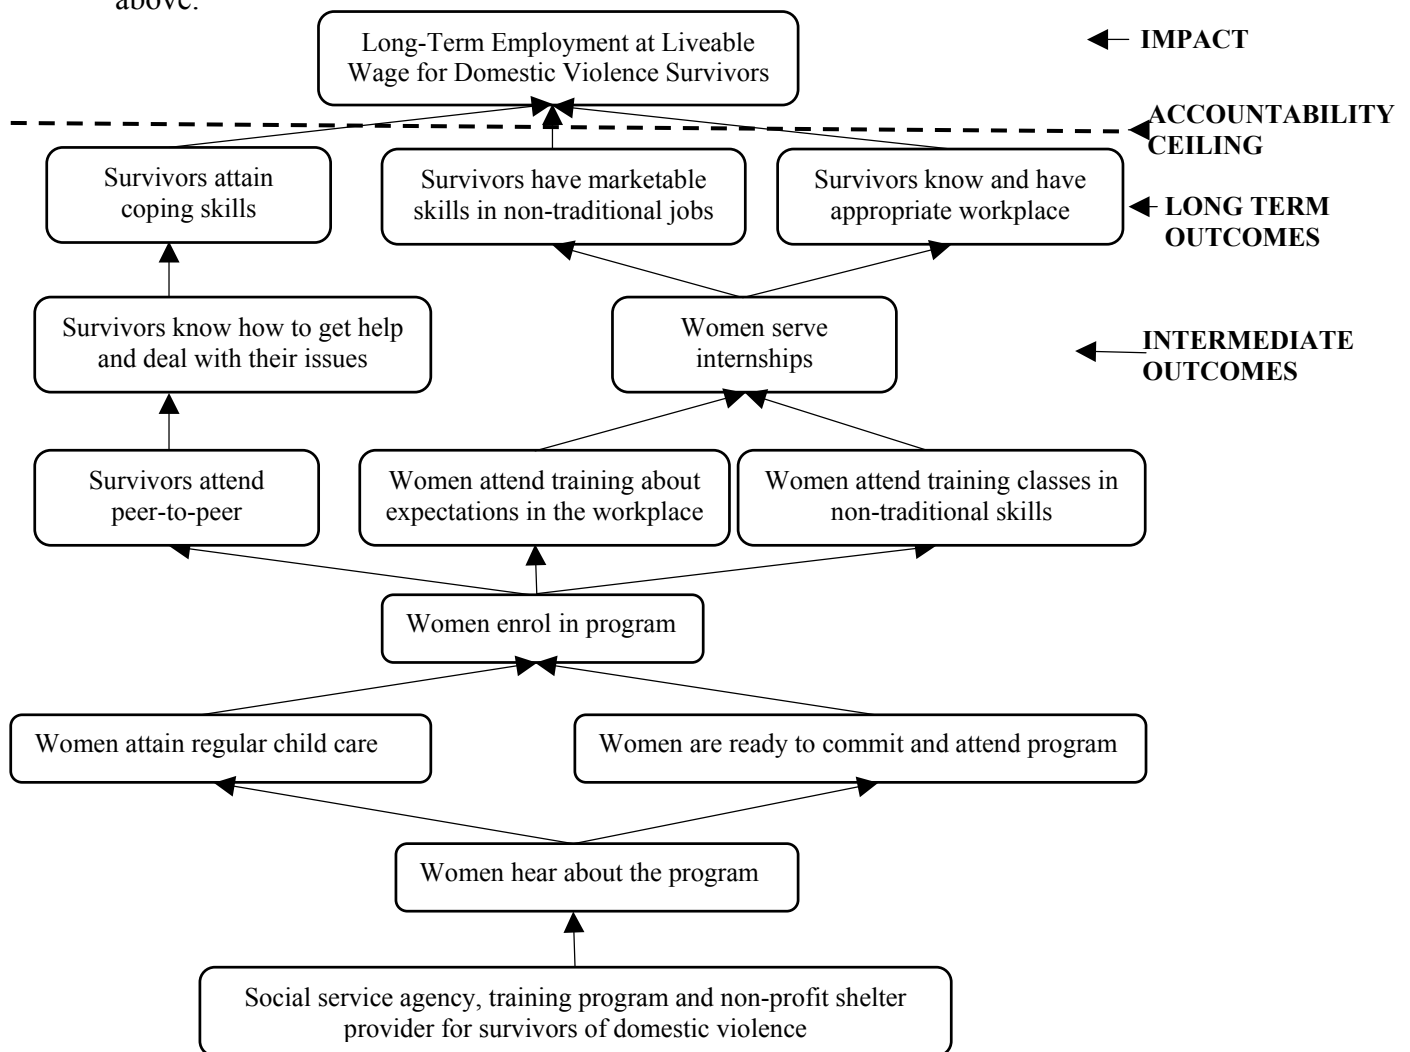 above.
Long-Term Employment at Liveable
Wage for Domestic Violence Survivors
IMPACT
ACCOUNTABILITY
CEILING
Survivors attain
coping skills
Survivors have marketable
skills in non-traditional jobs
Survivors know and have
appropriate workplace
LONG TERM
OUTCOMES
Survivors know how to get help
and deal with their issues
Women serve
internships
INTERMEDIATE
OUTCOMES
Survivors attend
peer-to-peer
Women attend training about
expectations in the workplace
Women attend training classes in
non-traditional skills
Women enrol in program
Women attain regular child care
Women are ready to commit and attend program
Women hear about the program
Social service agency, training program and non-profit shelter
provider for survivors of domestic violence